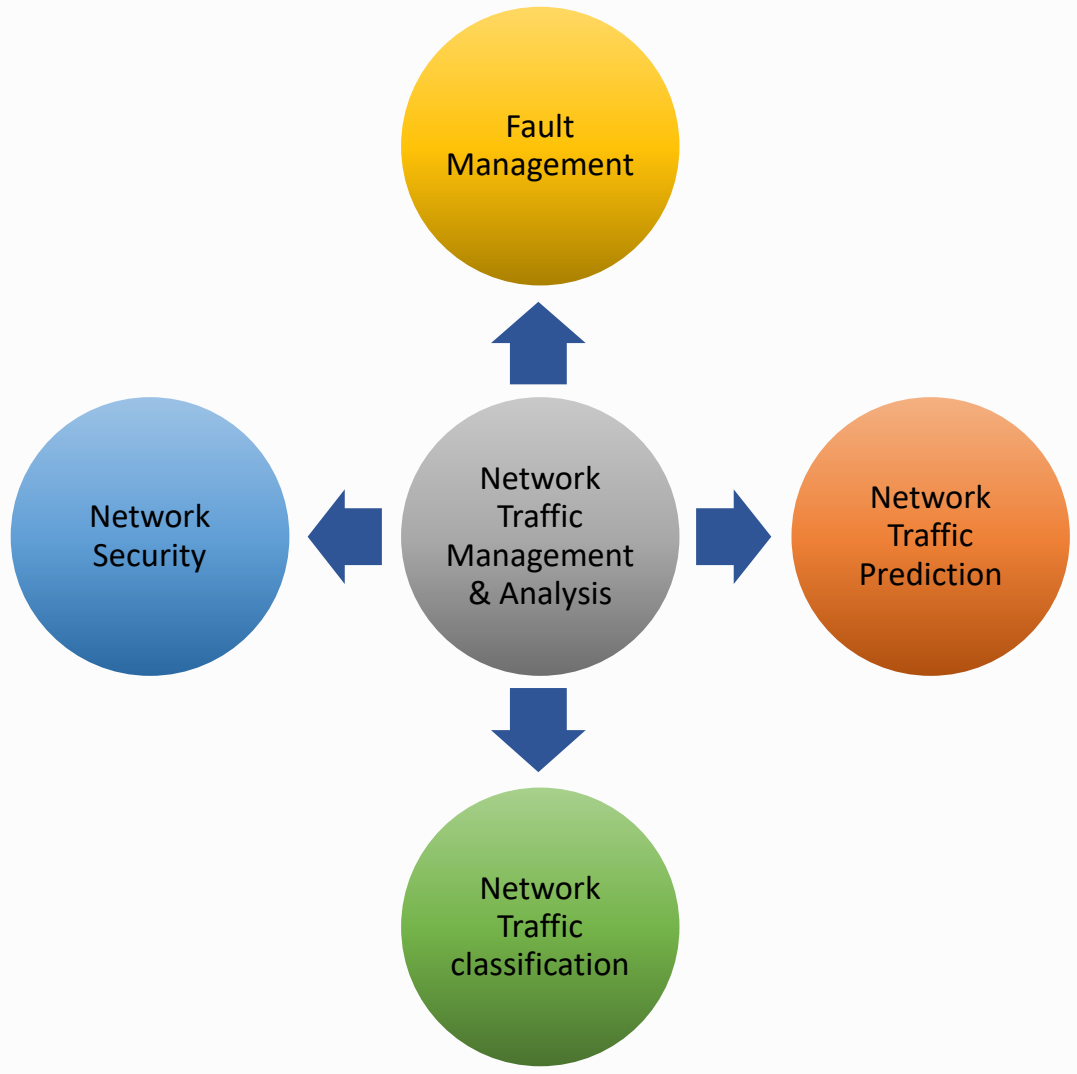 Fault
Management
Network
Security
Network
Traffic
Management
& Analysis
Network
Traffic
Prediction
Network
Traffic
classification